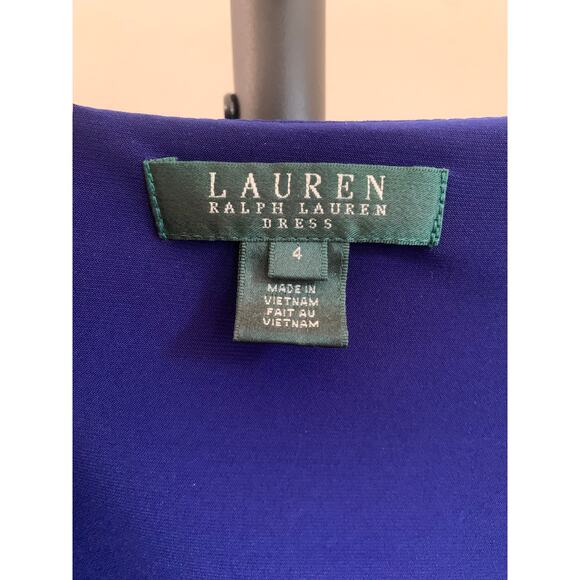 LAUREN
RALPH LAUREN
DRESS
4
MADE IN
VIETNAM
FAIT AU
VIETNAM